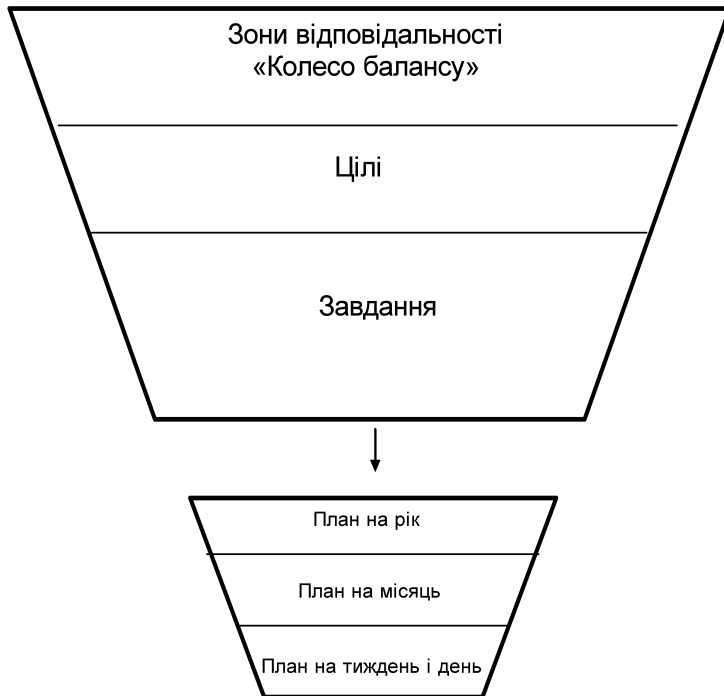 Зони відповідальності
«Колесо балансу»
Цілі
Завдання
План на рік
План на місяць
План на тиждень і день